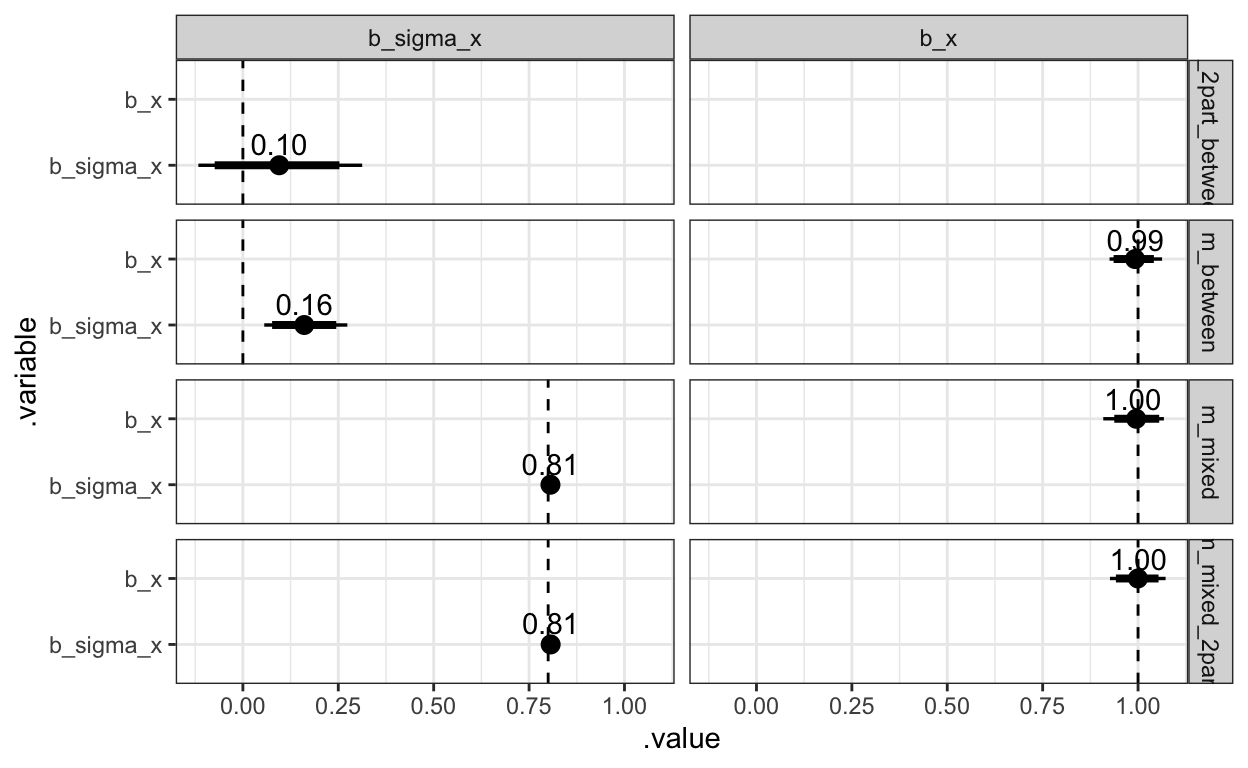 b_sigma_x b_x
b_x
0.10
b_sigma_x
_2part_betwee
b_x 0.99
0.16
b_sigma_x
m_between
b_x 1.00
0.81
b_sigma_x
m_mixed
b_x 1.00
0.81
b_sigma_x
_mixed_2par
0.00 0.25 0.50 0.75 1.00 0.00 0.25 0.50 0.75 1.00
.value
.variable